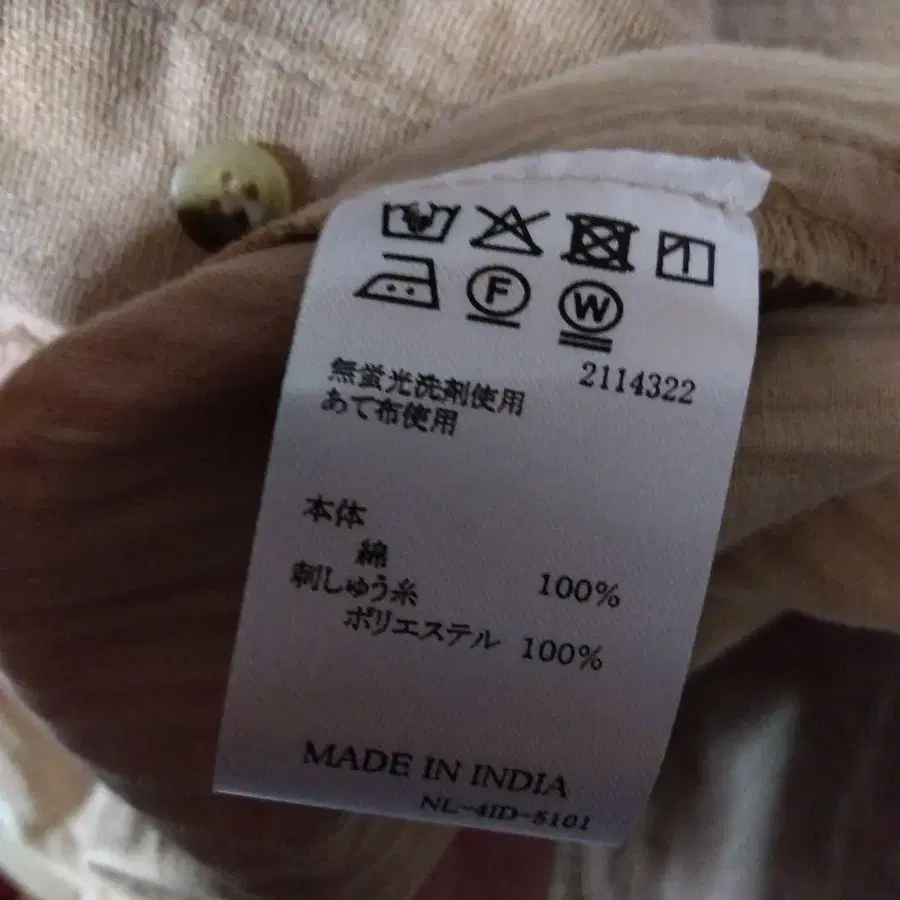 F W
2114322
無蛍光洗剤使用
あて布使用
本体
綿 100%
刺しゅう糸
ポリエステル 100%
MADE IN INDIA
NL-4ID-5101